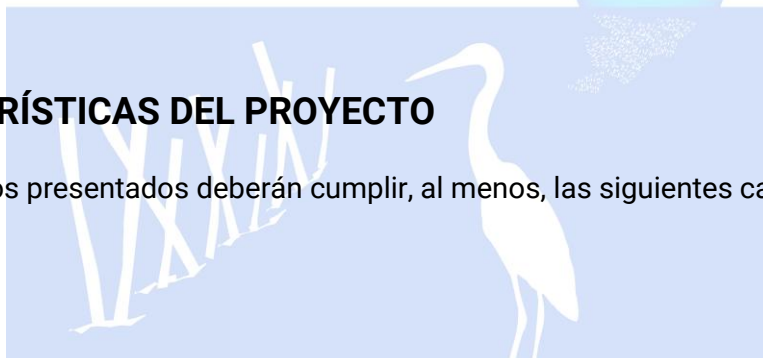 RÍSTICAS DEL PROYECTO
os presentados deberán cumplir, al menos, las siguientes ca